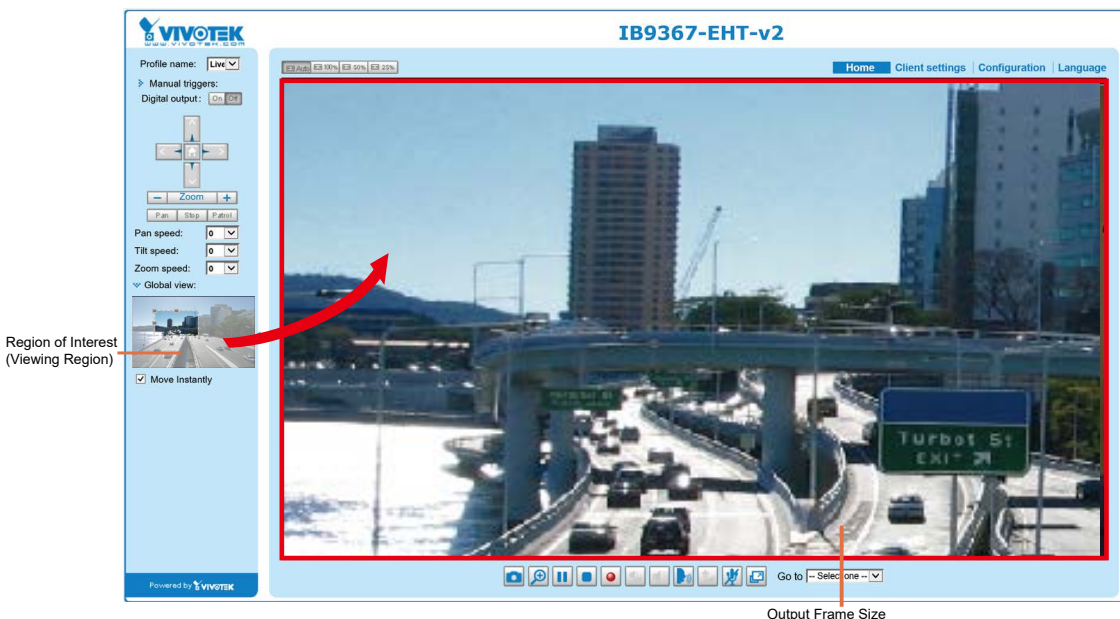 VIVOTEK
WWW.VIVOTEK.COM
IB9367-EHT-v2
Profile name: Live
Manual triggers:
Digital output: On Off
Auto 100% 50% 25%
Home Client settings Configuration Language
Zoom
Pan Stop Patrol
Pan speed: 0
Tilt speed: 0
Zoom speed: 0
Global view:
Region of Interest
(Viewing Region)
Move Instantly
Turbot St
EXIT
Powered by VIVOTEK
Go to -- Select one --
Output Frame Size